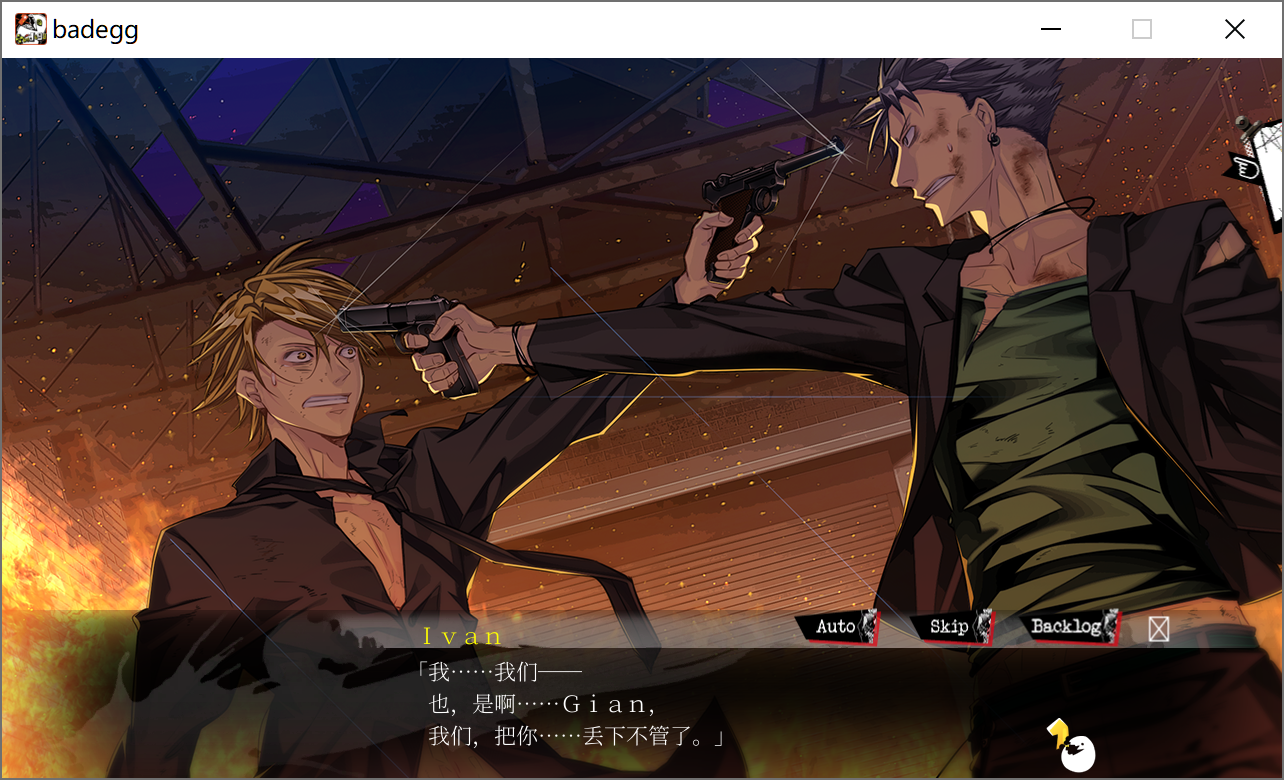 badegg
Ｉｖａｎ
Auto
Skip
Backlog
「我……我们——
也，是啊……Ｇｉａｎ，
我们，把你……丢下不管了。」